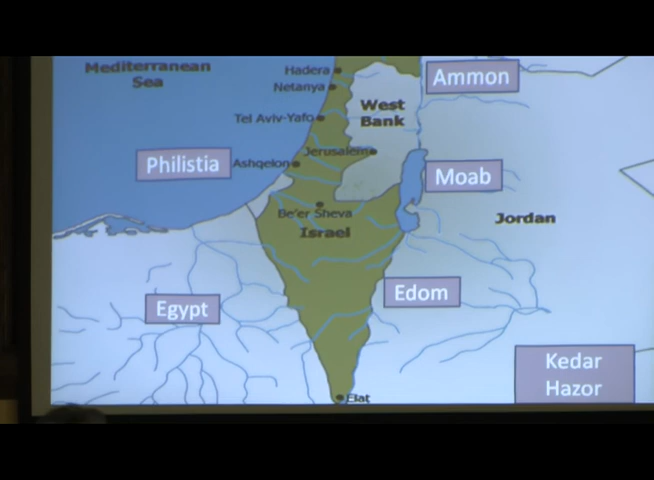 Mediterranean
Sea
Hadera
Netanya
Ammon
West
Bank
Tel Aviv-Yafo
Jerusalem
Philistia
Ashqelon
Moab
Be'er Sheva
Israel
Jordan
Edom
Egypt
Kedar
Hazor
Elat